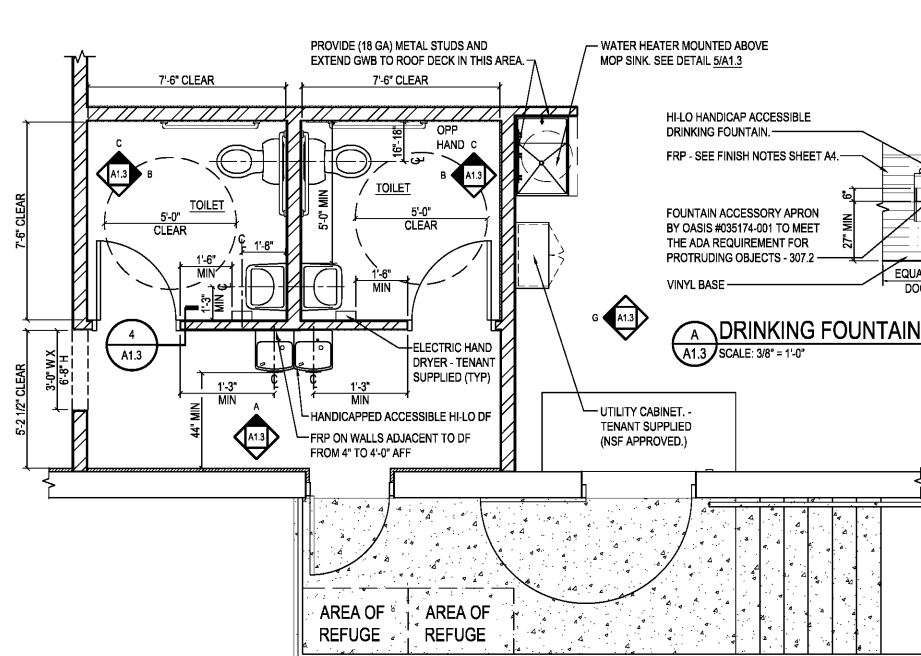 PROVIDE (18 GA) METAL STUDS AND
EXTEND GWB TO ROOF DECK IN THIS AREA.
WATER HEATER MOUNTED ABOVE
MOP SINK. SEE DETAIL 5/A1.3
7'-6" CLEAR
7'-6" CLEAR
HI-LO HANDICAP ACCESSIBLE
DRINKING FOUNTAIN.
FRP - SEE FINISH NOTES SHEET A4.
OPP
HAND
C
C
A1.3
B
B
A1.3
16"-18"
C
L
TOILET
TOILET
5'-0"
CLEAR
5'-0"
CLEAR
5'-0" MIN
7'-6" CLEAR
6"
27" MIN
FOUNTAIN ACCESSORY APRON
BY OASIS #035174-001 TO MEET
THE ADA REQUIREMENT FOR
PROTRUDING OBJECTS - 307.2
VINYL BASE
EQUA
DO
C
L
1'-8"
1'-6"
MIN
1'-6"
MIN
1'-3"
MIN
C
L
G
A1.3
A
A1.3
DRINKING FOUNTAIN
SCALE: 3/8" = 1'-0"
4
A1.3
ELECTRIC HAND
DRYER - TENANT
SUPPLIED (TYP)
3'-0" W X
6'-8" H
5'-2 1/2" CLEAR
1'-3"
MIN
C
L
C
L
1'-3"
MIN
44" MIN
A
A1.3
HANDICAPPED ACCESSIBLE HI-LO DF
FRP ON WALLS ADJACENT TO DF
FROM 4" TO 4'-0" AFF
UTILITY CABINET. -
TENANT SUPPLIED
(NSF APPROVED.)
AREA OF
REFUGE
AREA OF
REFUGE